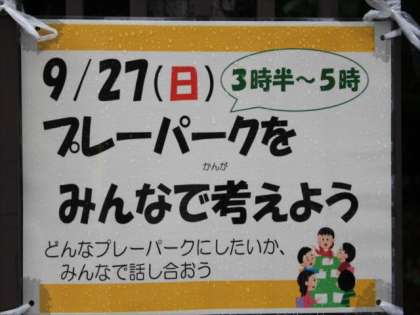 9/27(日)
3時半～5時
プレーパークを
かんが
みんなで考えよう
どんなプレーパークにしたいか、
みんなで話し合おう